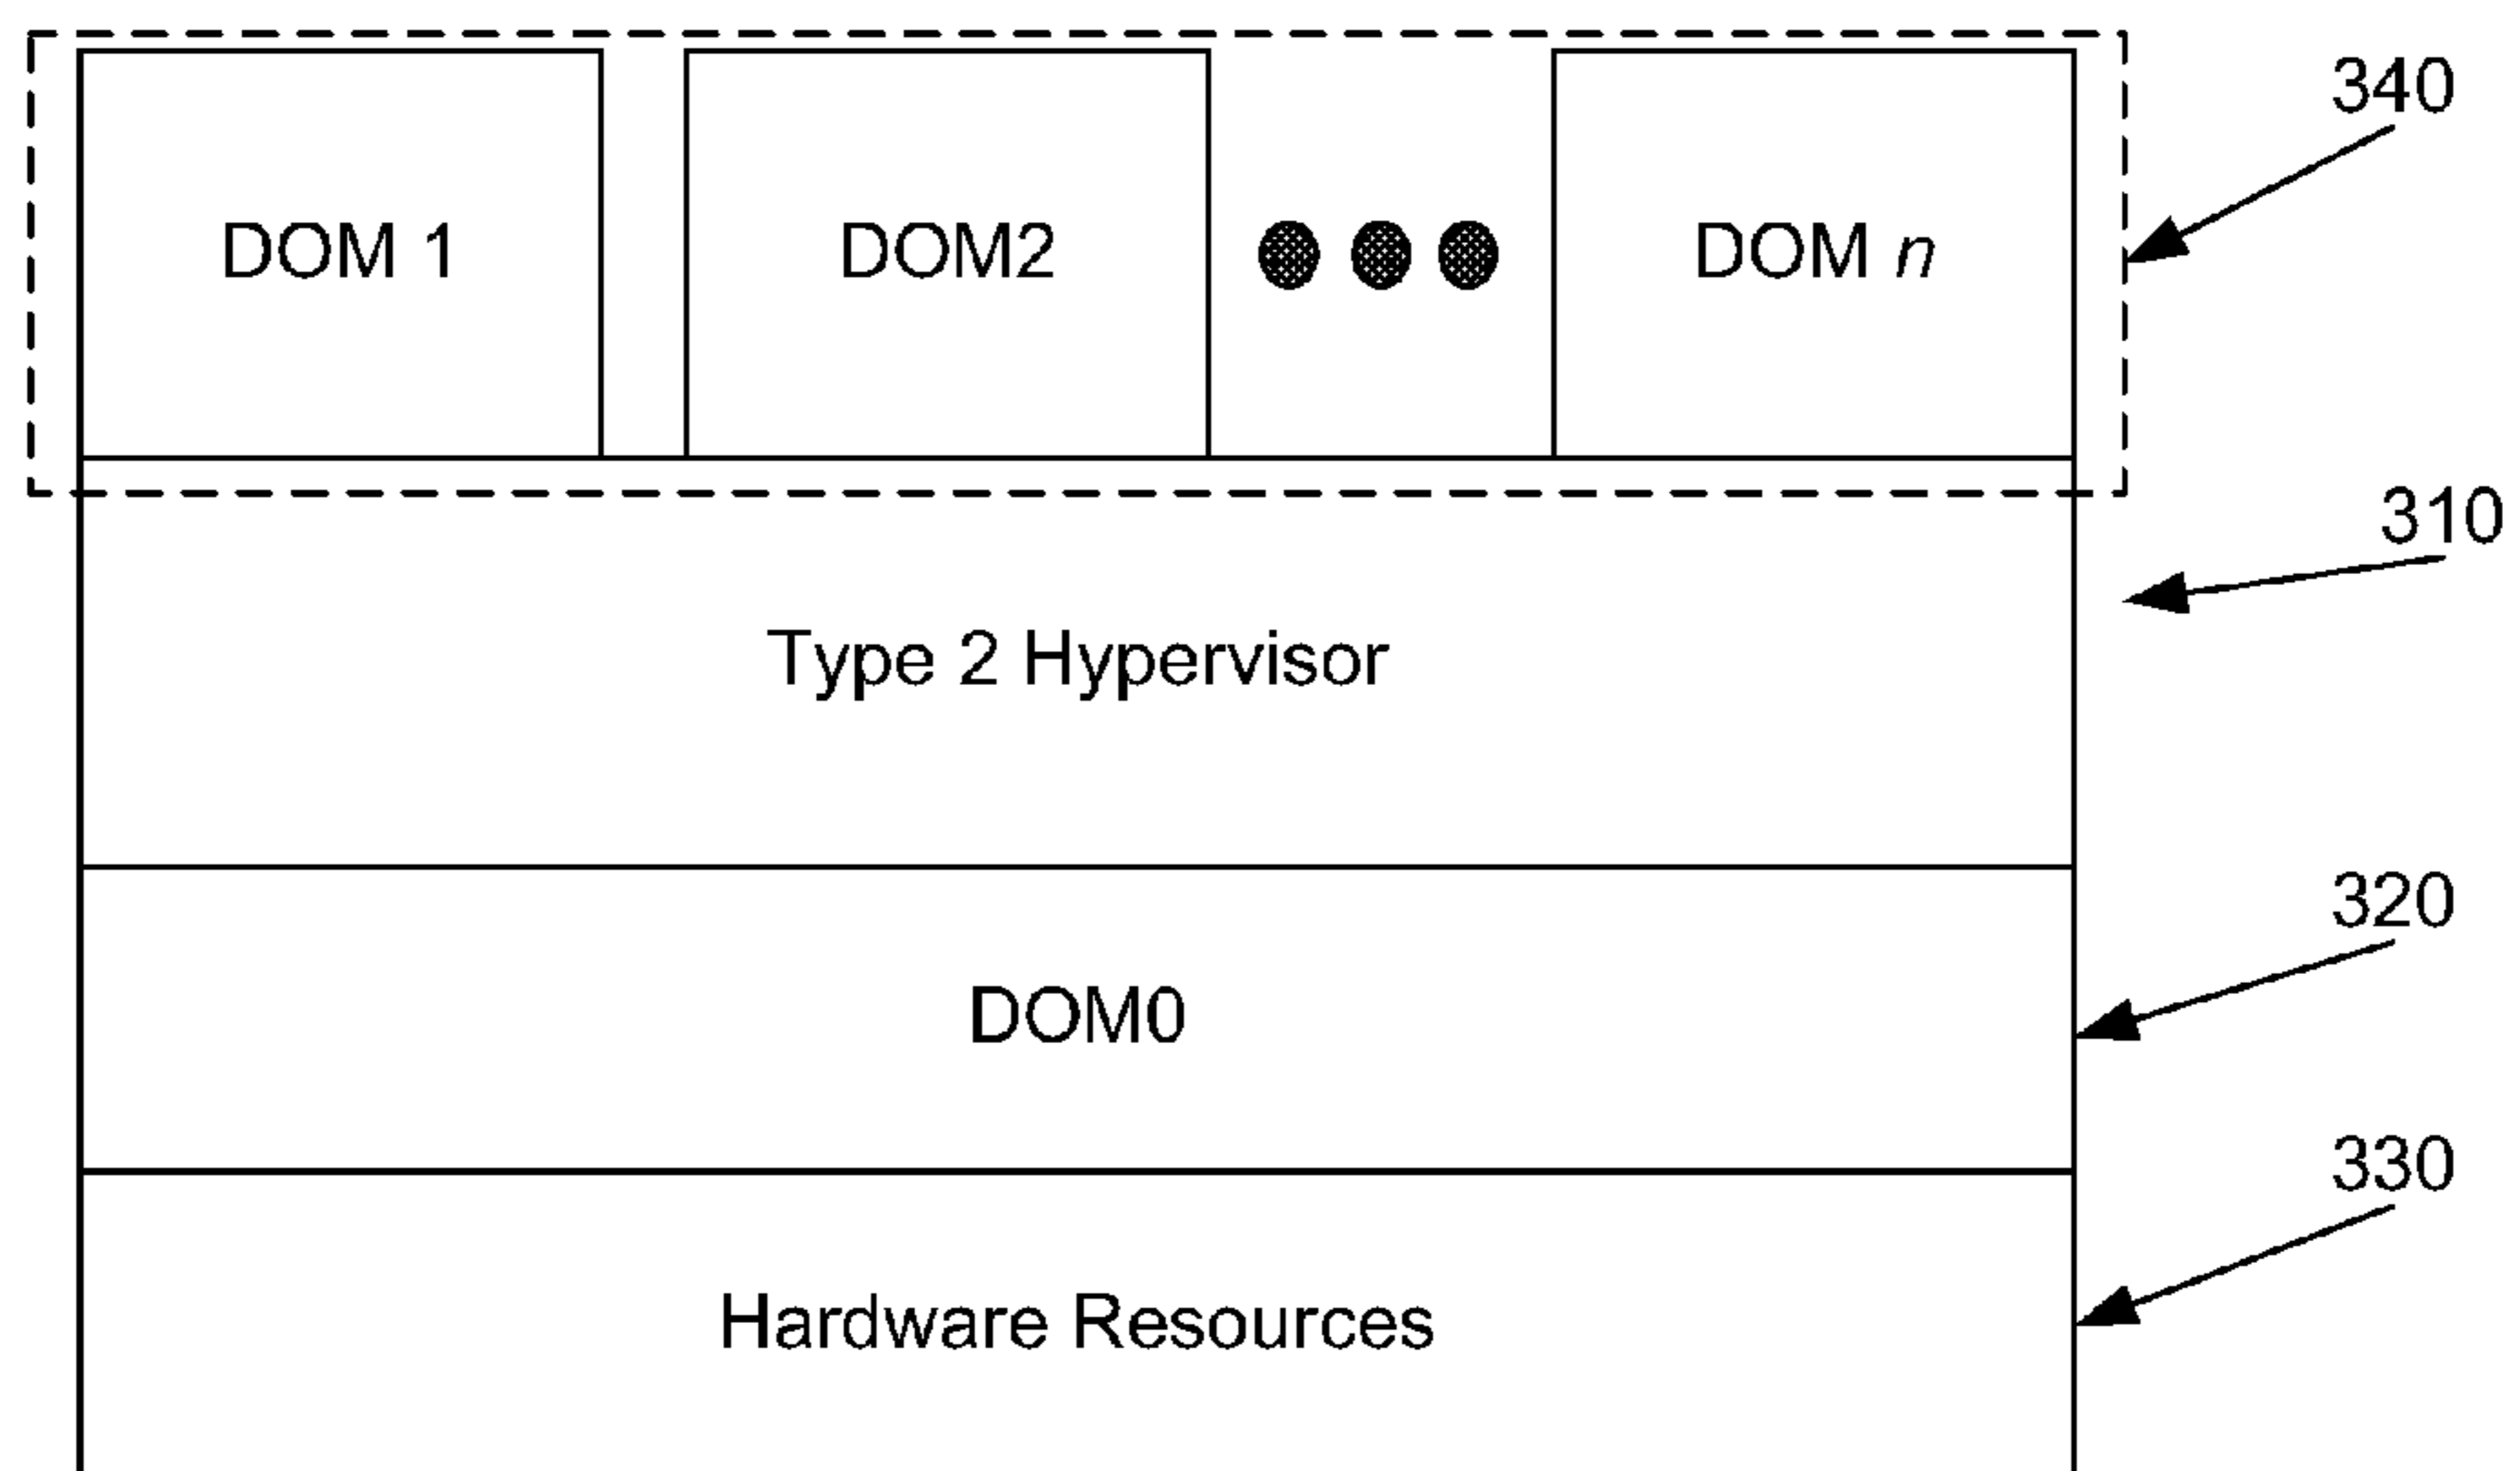 340
DOM 1
DOM2
DOM n
310
Type 2 Hypervisor
320
DOM0
330
Hardware Resources